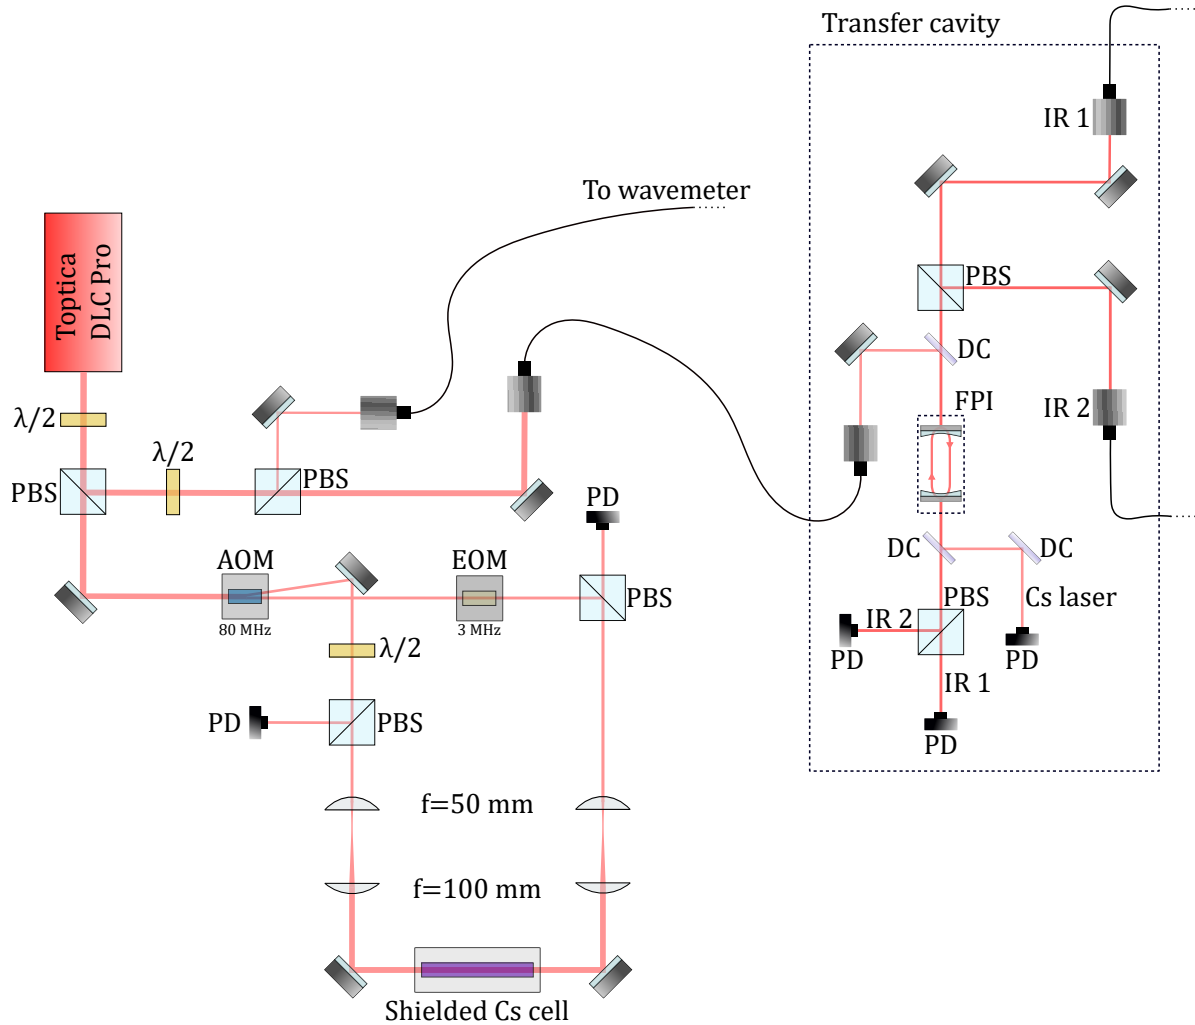 Transfer cavity
IR 1
To wavemeter
Toptica
DLC Pro
PBS
DC
FPI
λ/2
IR 2
λ/2
PBS
PBS
PD
AOM
EOM
DC
DC
80 MHz
3 MHz
PBS
PBS
Cs laser
IR 2
λ/2
PD
PD
IR 1
PD
PBS
PD
f=50 mm
f=100 mm
Shielded Cs cell